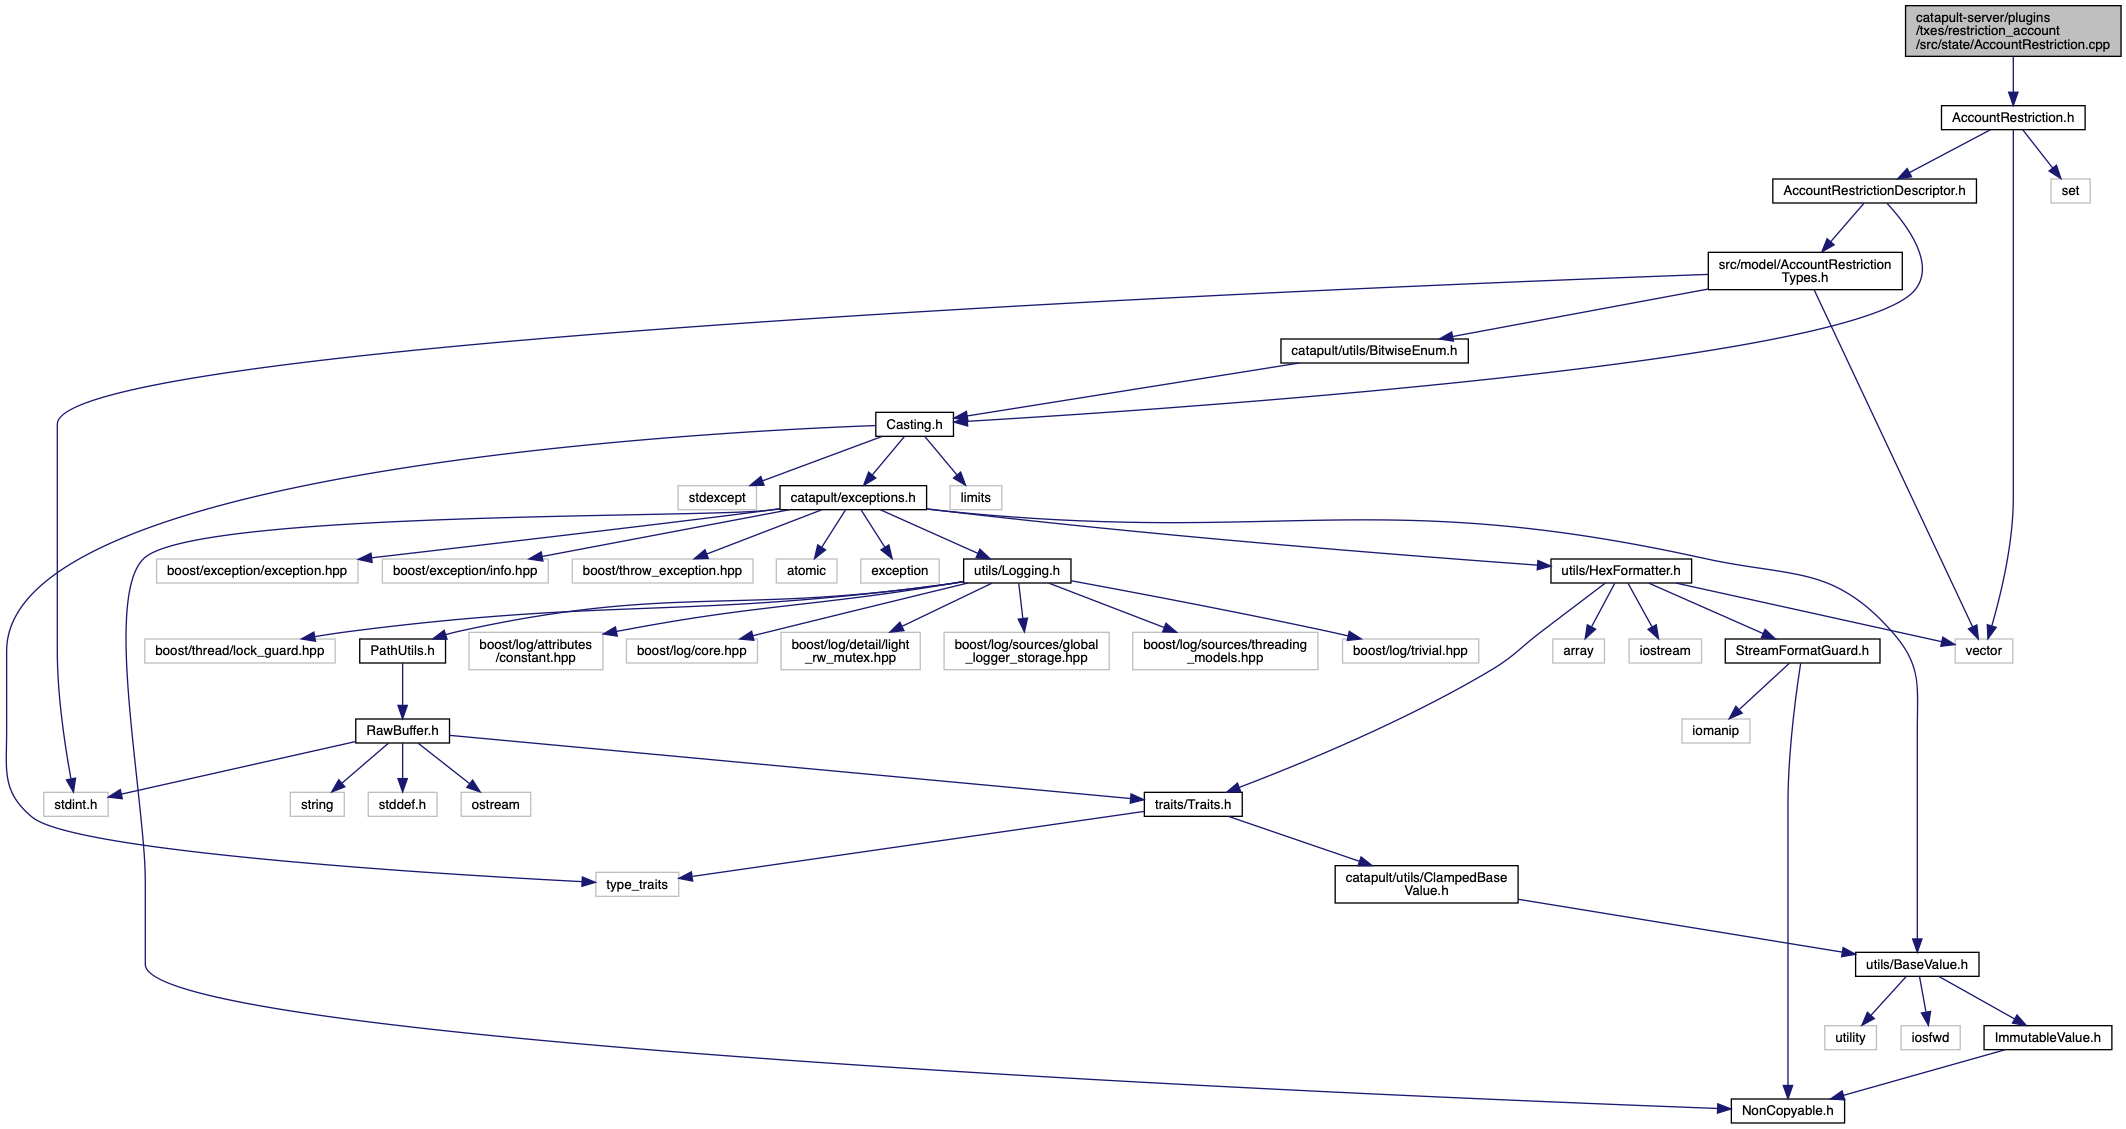 catapult-server/plugins
/txes/restriction_account
/src/state/AccountRestriction.cpp
AccountRestriction.h
AccountRestrictionDescriptor.h
set
src/model/AccountRestriction
Types.h
catapult/utils/BitwiseEnum.h
Casting.h
stdexcept
catapult/exceptions.h
limits
boost/exception/exception.hpp
boost/exception/info.hpp
boost/throw_exception.hpp
atomic
exception
utils/Logging.h
utils/HexFormatter.h
boost/thread/lock_guard.hpp
PathUtils.h
boost/log/attributes
/constant.hpp
boost/log/core.hpp
boost/log/detail/light
_rw_mutex.hpp
boost/log/sources/global
_logger_storage.hpp
boost/log/sources/threading
_models.hpp
boost/log/trivial.hpp
array
iostream
StreamFormatGuard.h
vector
RawBuffer.h
iomanip
stdint.h
string
stddef.h
ostream
traits/Traits.h
type_traits
catapult/utils/ClampedBase
Value.h
utils/BaseValue.h
utility
iosfwd
ImmutableValue.h
NonCopyable.h